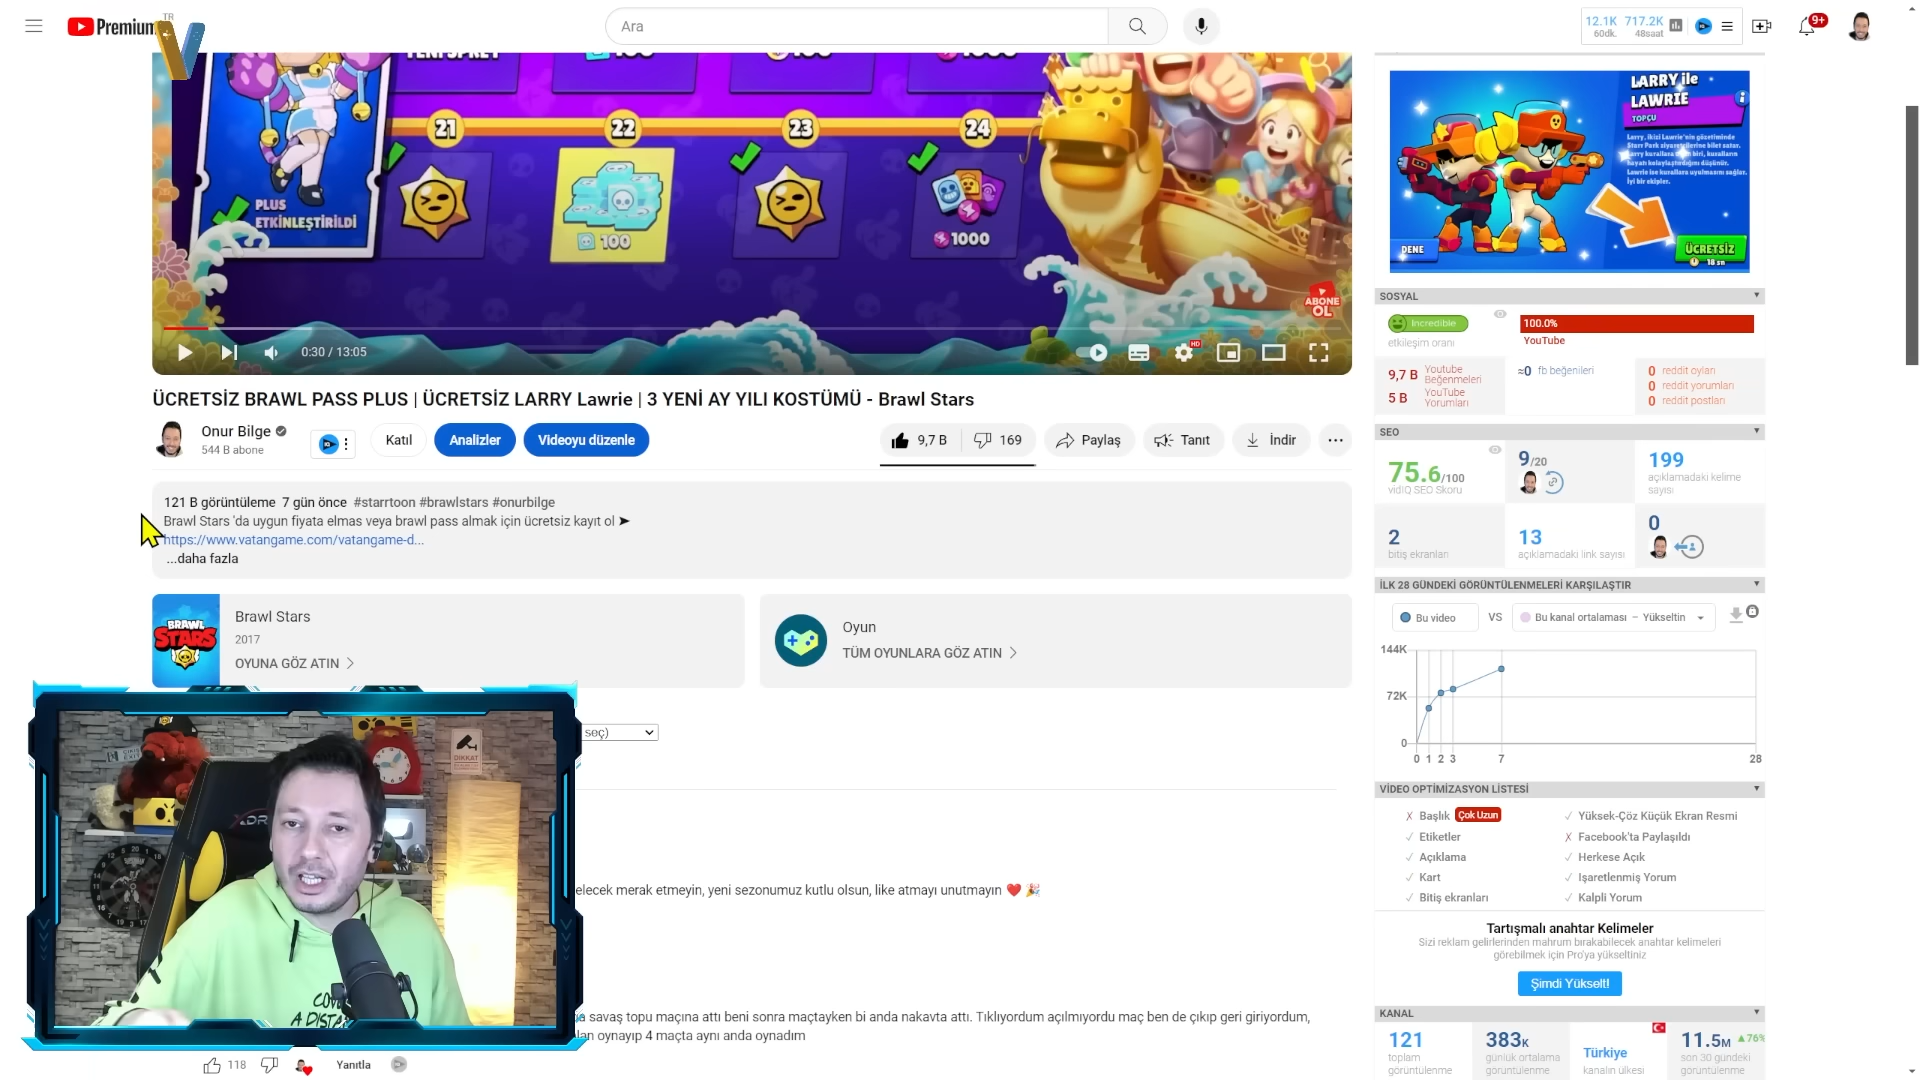 Premium
TR
Ara
12.1K 717.2K
60dk. 48saat
9+
21
22
23
24
PLUS
ETKİNLEŞTİRİLDİ
100
1000
ABONE
OL
0:30 / 13:05
HD
ÜCRETSİZ BRAWL PASS PLUS | ÜCRETSİZ LARRY Lawrie | 3 YENİ AY YILI KOSTÜMÜ - Brawl Stars
Onur Bilge
544 B abone
Katıl
Analizler
Videoyu düzenle
9,7 B
169
Paylaş
Tanıt
İndir
121 B görüntüleme 7 gün önce #starrtoon #brawlstars #onurbilge
Brawl Stars 'da uygun fiyata elmas veya brawl pass almak için ücretsiz kayıt ol ➤
https://www.vatangame.com/vatangame-d...
...daha fazla
BRAWL
STARS
Brawl Stars
2017
OYUNA GÖZ ATIN
Oyun
TÜM OYUNLARA GÖZ ATIN
seç)
DİKKAT
elecek merak etmeyin, yeni sezonumuz kutlu olsun, like atmayı unutmayın ❤️ 🎉
a savaş topu maçına attı beni sonra maçtayken bi anda nakavta attı. Tıklıyordum açılmıyordu maç ben de çıkıp geri giriyordum,
an oynayıp 4 maçta aynı anda oynadım
118
Yanıtla
LARRY ile
LAWRIE
TOPÇU
DENE
ÜCRETSİZ
18 sn
SOSYAL
Incredible
etkileşim oranı
100.0%
YouTube
9,7 B Youtube Beğenmeleri
5 B YouTube Yorumları
≈0 fb beğenileri
0 reddit oyları
0 reddit yorumları
0 reddit postları
SEO
75.6/100
vidIQ SEO Skoru
9/20
199
açıklamadaki kelime
sayısı
2
bitiş ekranları
13
açıklamadaki link sayısı
0
İLK 28 GÜNDEKİ GÖRÜNTÜLENMELERİ KARŞILAŞTIR
Bu video
VS
Bu kanal ortalaması – Yükseltin
144K
72K
0
0 1 2 3 7 28
VİDEO OPTİMİZASYON LİSTESİ
Başlık Çok Uzun
Etiketler
Açıklama
Kart
Bitiş ekranları
Yüksek-Çöz Küçük Ekran Resmi
Facebook'ta Paylaşıldı
Herkese Açık
Işaretlenmiş Yorum
Kalpli Yorum
Tartışmalı anahtar Kelimeler
Sizi reklam gelirlerinden mahrum bırakabilecek anahtar kelimeleri
görebilmek için Pro'ya yükseltiniz
Şimdi Yükselt!
KANAL
121
toplam
görüntülenme
383K
günlük ortalama
görüntülenme
Türkiye
kanalın ülkesi
11.5M ▲76%
son 30 gündeki
görüntülenme